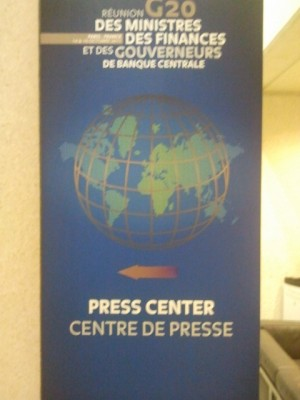 RÉUNION G20
DES MINISTRES
DES FINANCES
ET DES GOUVERNEURS
DE BANQUE CENTRALE
PRESS CENTER
CENTRE DE PRESSE